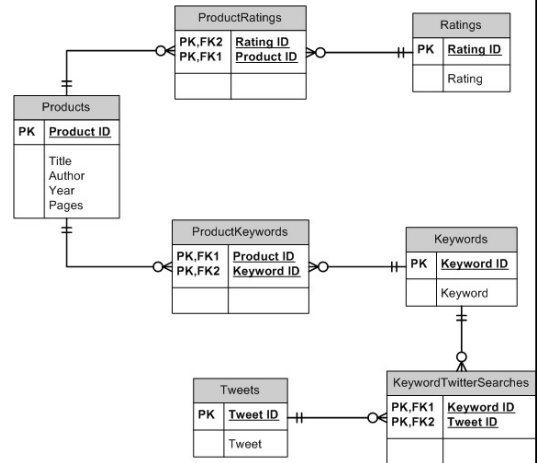 ProductRatings
PK,FK2 Rating ID
PK,FK1 Product ID
Ratings
PK Rating ID
Rating
Products
PK Product ID
Title
Author
Year
Pages
ProductKeywords
PK,FK1 Product ID
PK,FK2 Keyword ID
Keywords
PK Keyword ID
Keyword
Tweets
PK Tweet ID
Tweet
KeywordTwitterSearches
PK,FK1 Keyword ID
PK,FK2 Tweet ID